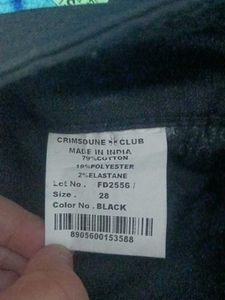 CRIMSOUNE CLUB
MADE IN INDIA
79%COTTON
19%POLYESTER
2%ELASTANE
Lot No. FD2556/
Size. 28
Color No. BLACK
8905600153588